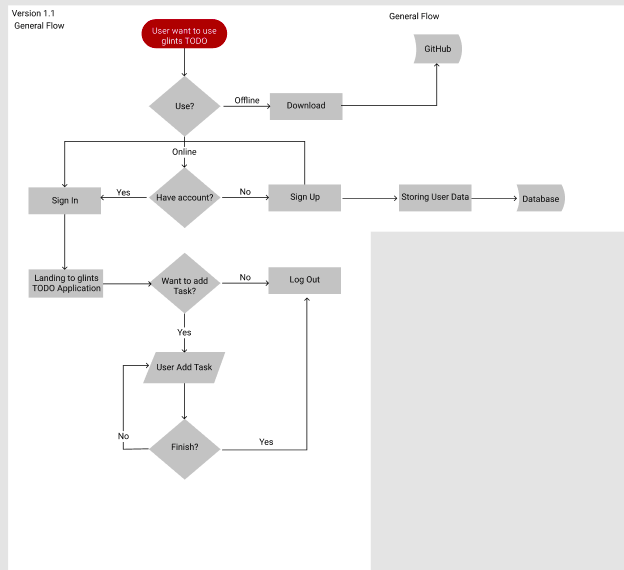 Version 1.1
General Flow
General Flow
User want to use
glints TODO
GitHub
Use?
Offline
Download
Online
Sign In
Yes
Have account?
No
Sign Up
Storing User Data
Database
Landing to glints
TODO Application
Want to add
Task?
No
Log Out
Yes
User Add Task
No
Finish?
Yes